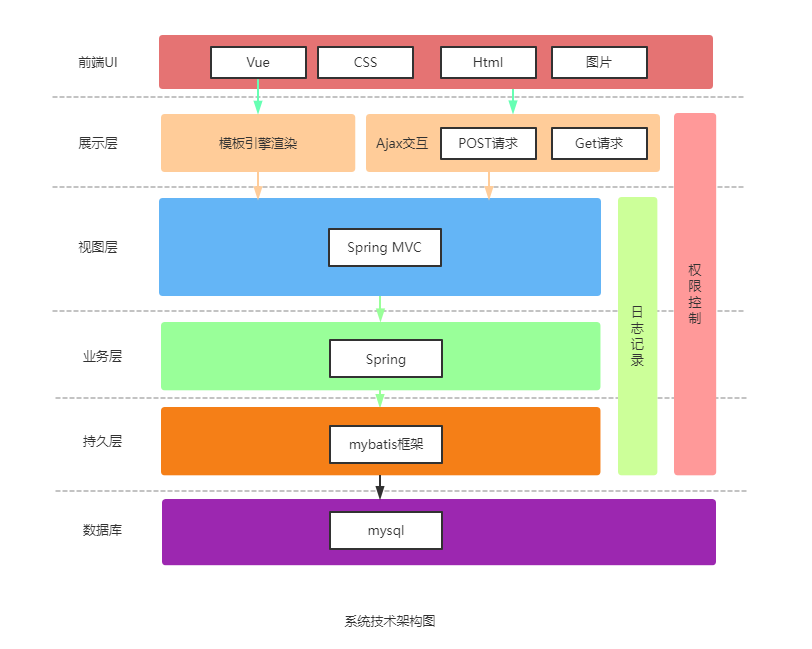 前端UI
Vue
CSS
Html
图片
展示层
模板引擎渲染
Ajax交互
POST请求
Get请求
视图层
Spring MVC
业务层
Spring
持久层
mybatis框架
日志记录
权限控制
数据库
mysql
系统技术架构图